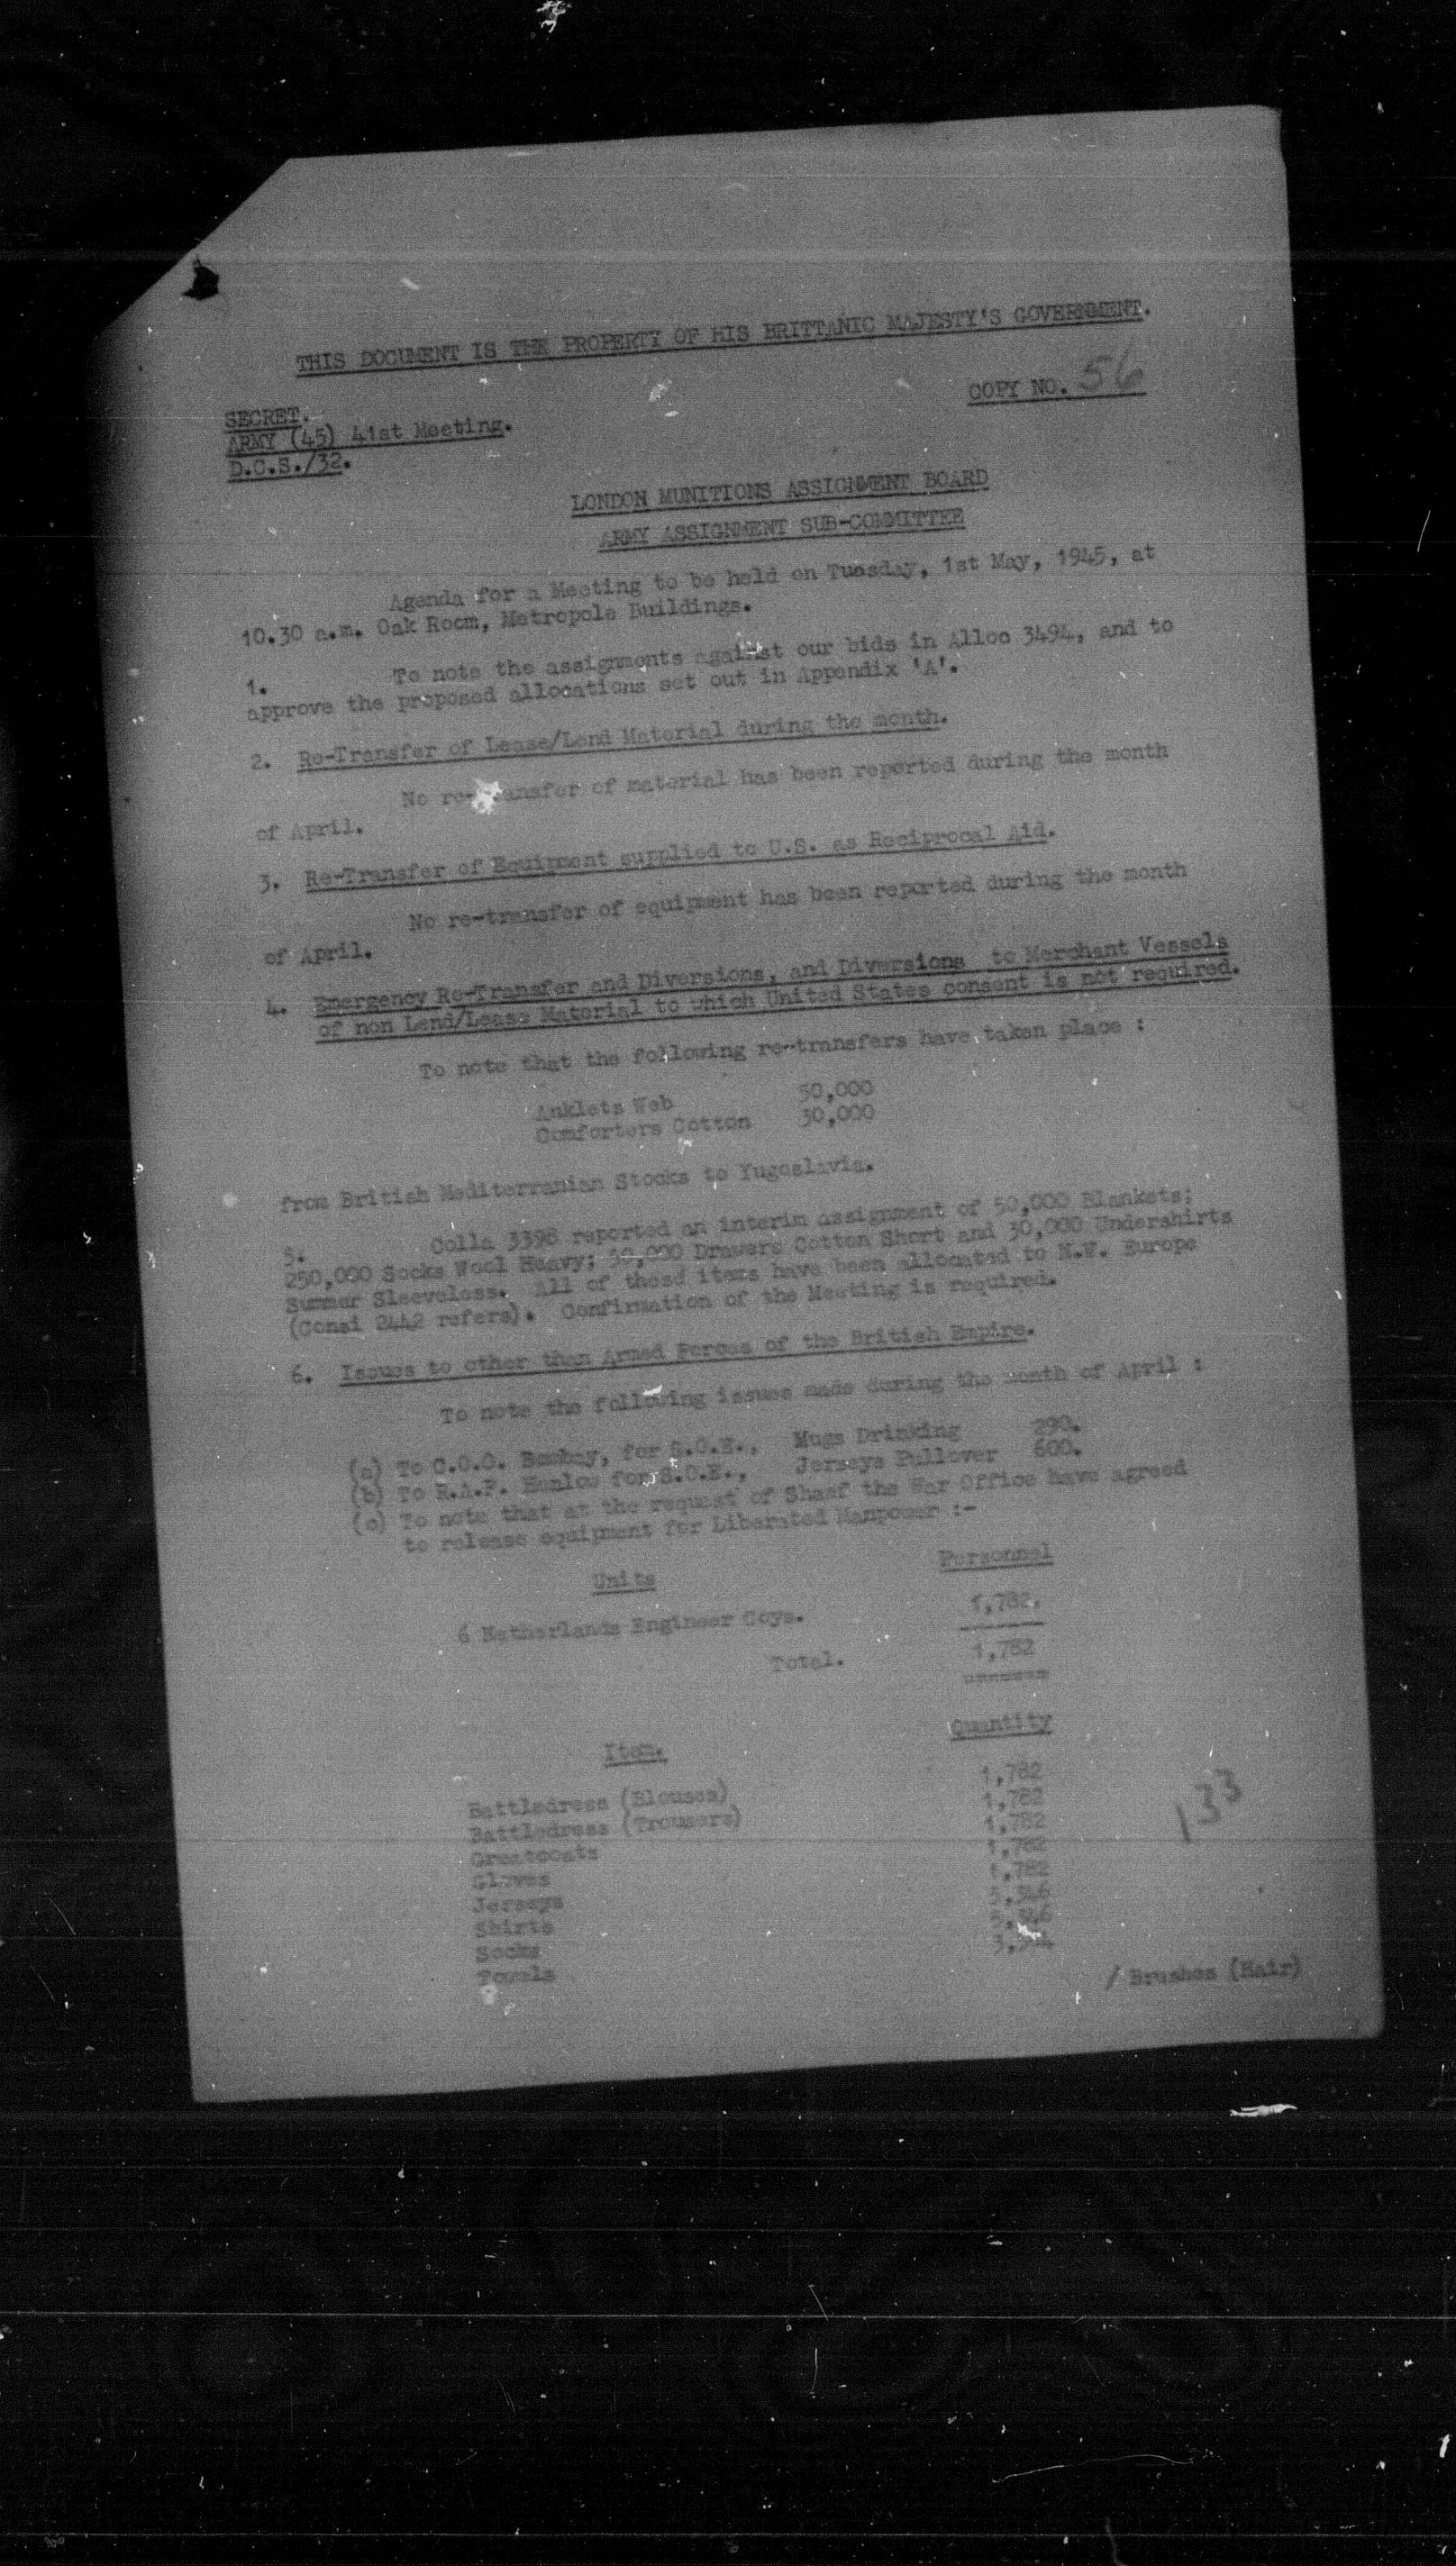 THIS DOCUMENT IS THE PROPERTY OF HIS BRITTANIC MAJESTY'S GOVERNMENT.
COPY NO. 56
SECRET.
ARMY (45) 41st Meeting.
D.C.S./32.
LONDON MUNITIONS ASSIGNMENT BOARD
ARMY ASSIGNMENT SUB-COMMITTEE
Agenda for a Meeting to be held on Tuesday, 1st May, 1945, at
10.30 a.m. Oak Room, Metropole Buildings.
1. To note the assignments against our bids in Alloc 3494, and to
approve the proposed allocations set out in Appendix 'A'.
2. Re-Transfer of Lease/Lend Material during the month.
No re-transfer of material has been reported during the month
of April.
3. Re-Transfer of Equipment supplied to U.S. as Reciprocal Aid.
No re-transfer of equipment has been reported during the month
of April.
4. Emergency Re-Transfer and Diversions, and Diversions to Merchant Vessels
of non Lend/Lease Material to which United States consent is not required.
To note that the following re-transfers have taken place :
Anklets Web 50,000
Comforters Cotton 30,000
from British Mediterranian Stocks to Yugoslavia.
5. Colla 3398 reported an interim assignment of 50,000 Blankets;
250,000 Socks Wool Heavy; Drawers Cotton Short and 30,000 Undershirts
Summer Sleeveless. All of these items have been allocated to N.W. Europe
(Consi 2442 refers). Confirmation of the Meeting is required.
6. Issues to other than Armed Forces of the British Empire.
To note the following issues made during the month of April :
(a) To C.O.O. Bombay, for S.O.E., Mugs Drinking 290.
(b) To R.A.F. Henlow for S.O.E., Jerseys Pullover 600.
(c) To note that at the request of Shaef the War Office have agreed
to release equipment for Liberated Manpower :-
Units Personnel
6 Netherlands Engineer Coys. 1,782.
Total. 1,782
Item. Quantity
Battledress (Blouses) 1,782
Battledress (Trousers) 1,782
Greatcoats 1,782
Gloves 1,782
Jerseys 1,782
Shirts 5,346
Socks 5,346
Towels
133
/ Brushes (Hair)